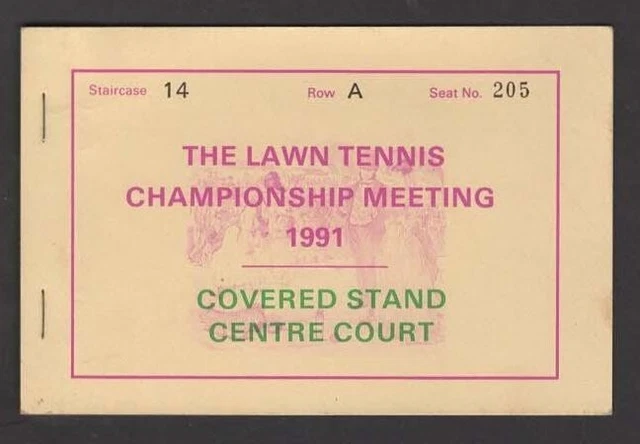 Staircase 14 Row A Seat No. 205
THE LAWN TENNIS
CHAMPIONSHIP MEETING
1991
COVERED STAND
CENTRE COURT